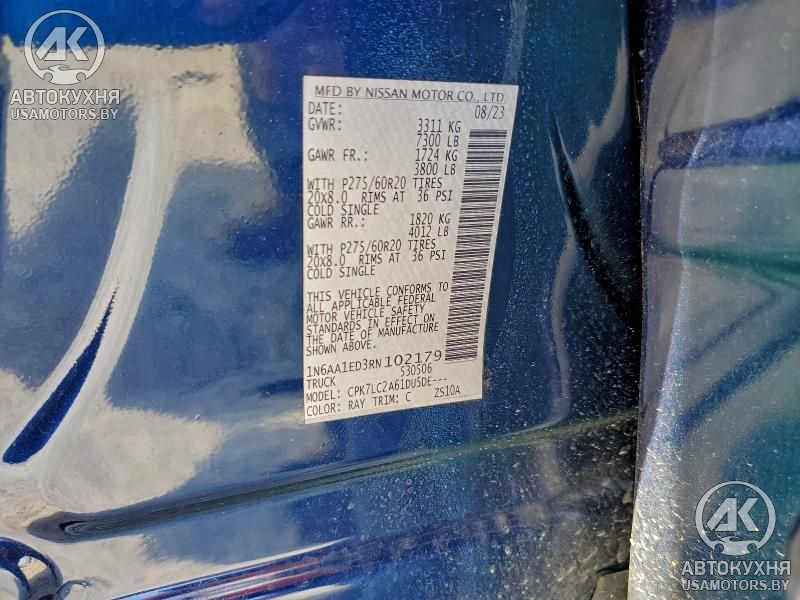 АК
АВТОКУХНЯ
USAMOTORS.BY
MFD BY NISSAN MOTOR CO., LTD.
DATE: 08/23
GVWR: 3311 KG
7300 LB
GAWR FR.: 1724 KG
3800 LB
WITH P275/60R20 TIRES
20X8.0 RIMS AT 36 PSI
COLD SINGLE
GAWR RR.: 1820 KG
4012 LB
WITH P275/60R20 TIRES
20X8.0 RIMS AT 36 PSI
COLD SINGLE
THIS VEHICLE CONFORMS TO
ALL APPLICABLE FEDERAL
MOTOR VEHICLE SAFETY
STANDARDS IN EFFECT ON
THE DATE OF MANUFACTURE
SHOWN ABOVE.
1N6AA1ED3RN102179
TRUCK 530506
MODEL: CPK7LC2A61DU5DE---
COLOR: RAY TRIM: C ZS10A
АК
АВТОКУХНЯ
USAMOTORS.BY